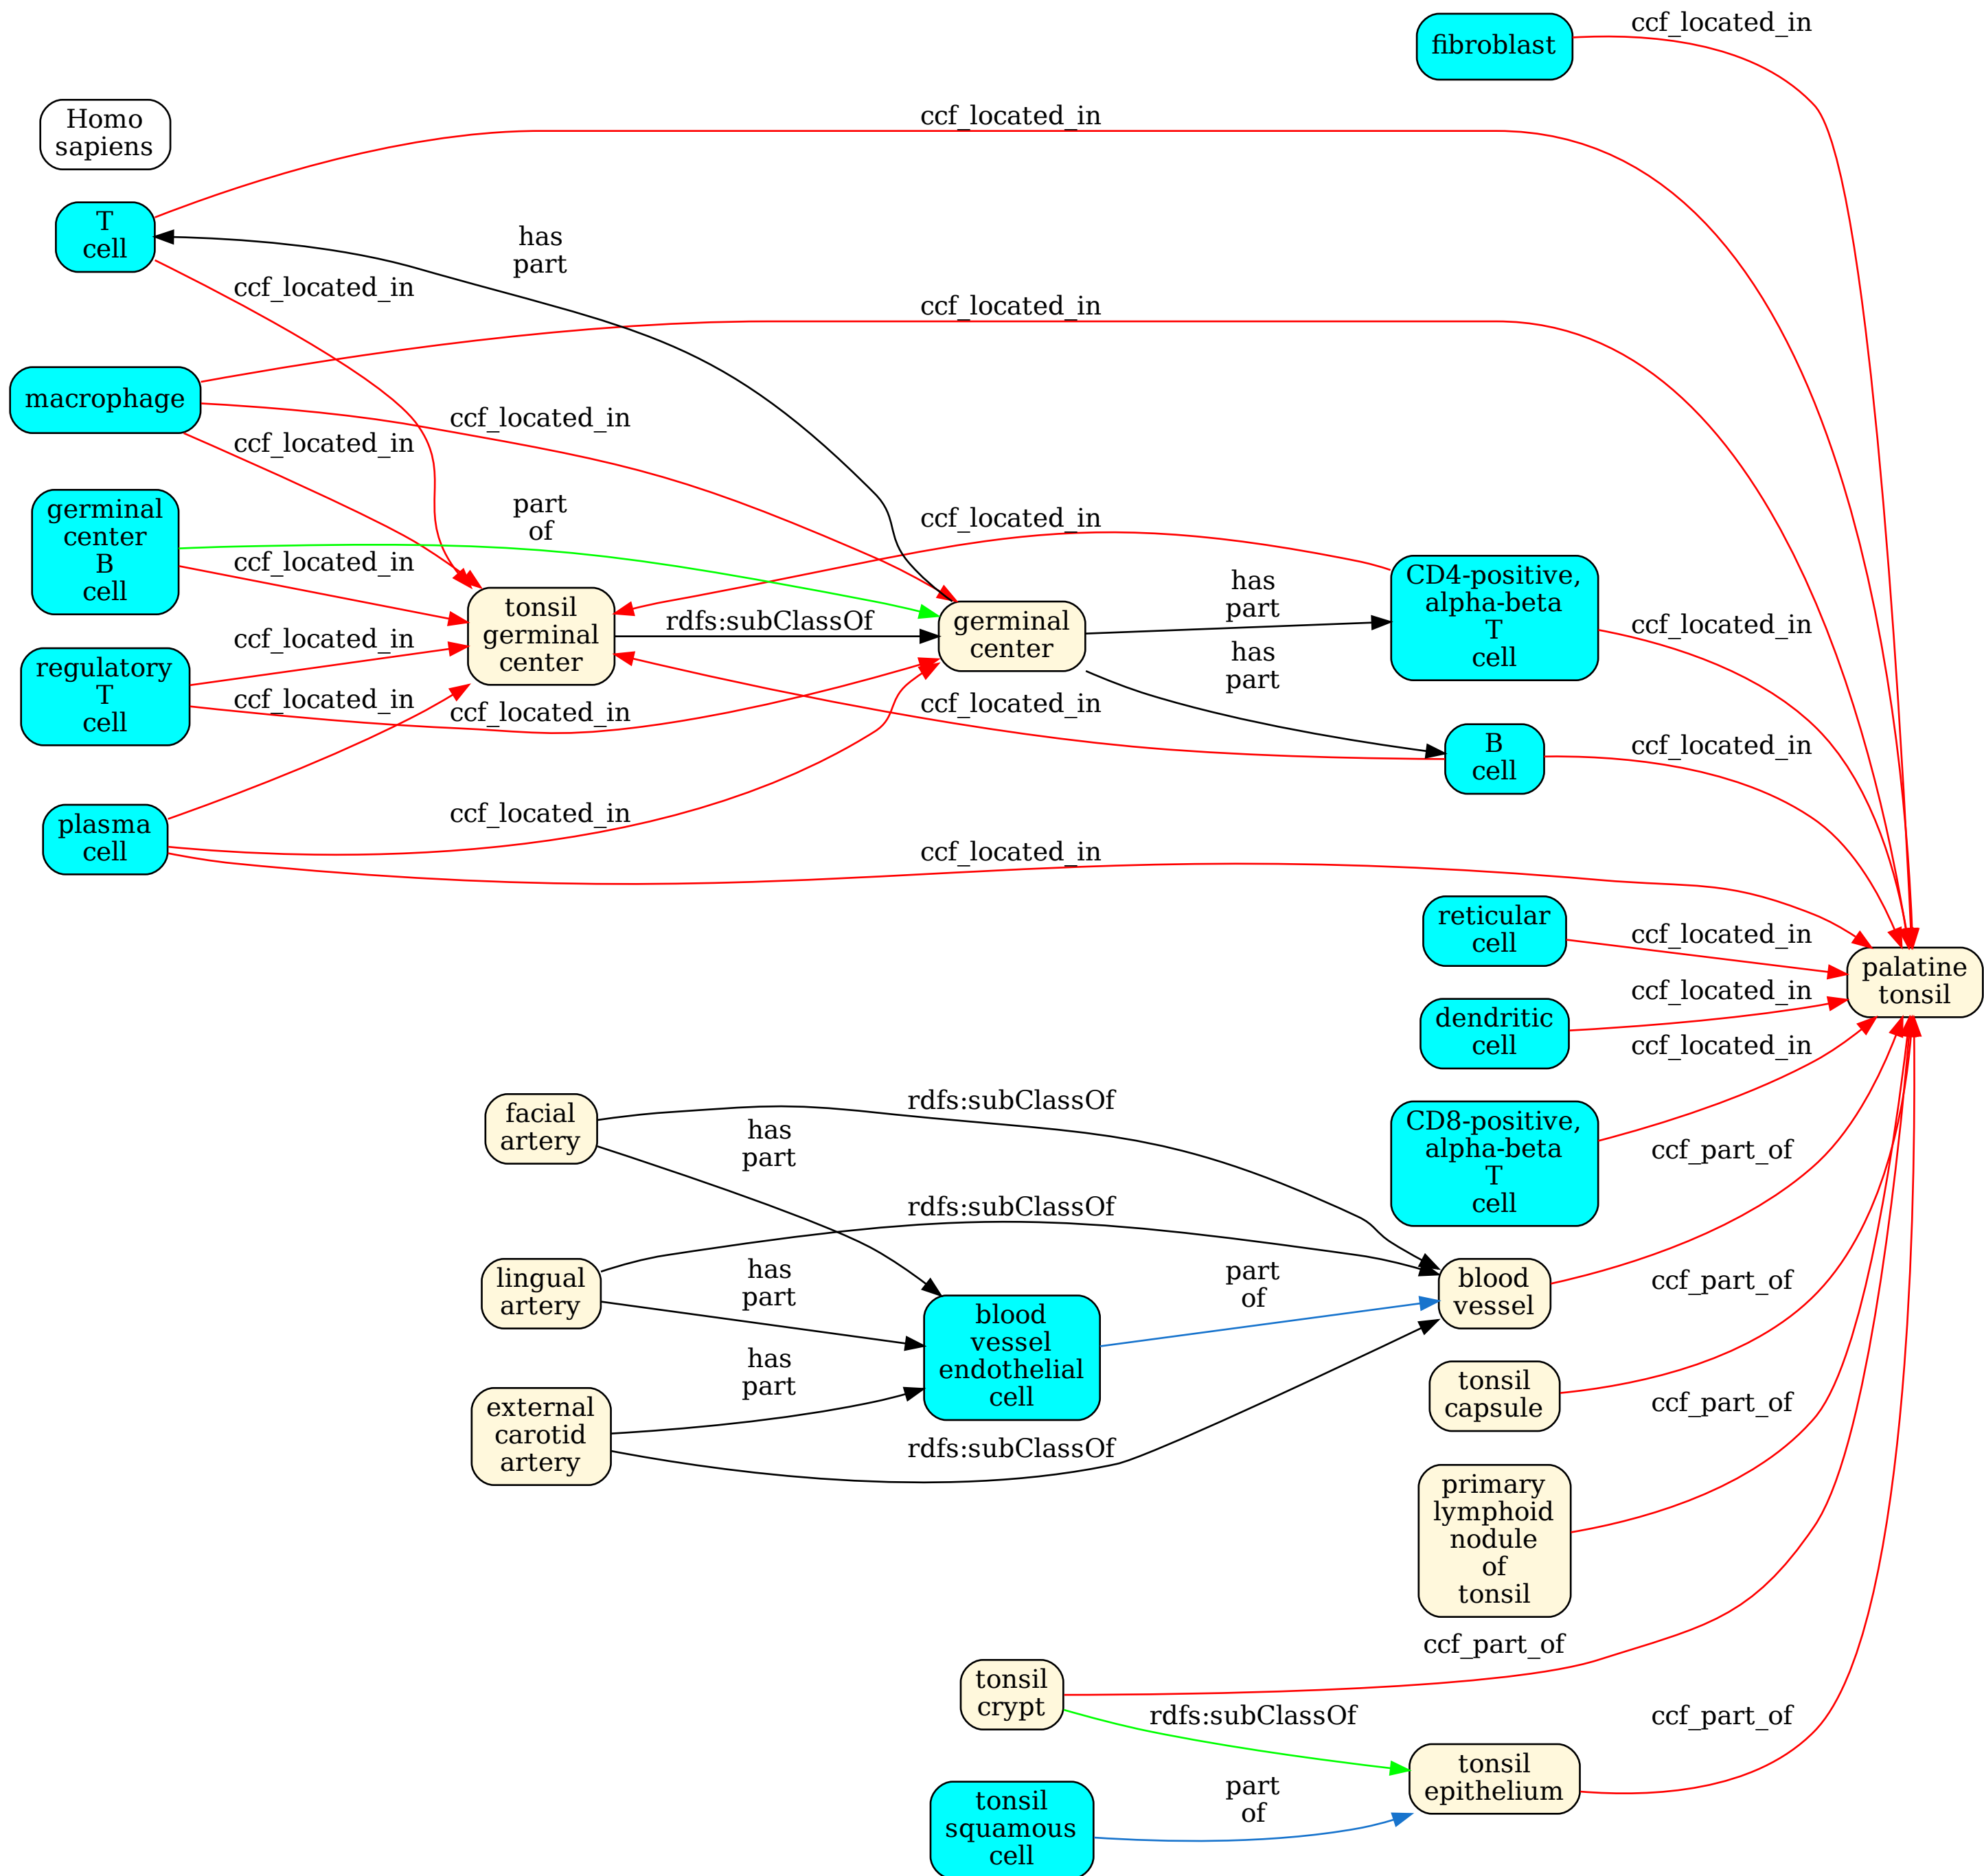 fibroblast
ccf_located_in
Homo
sapiens
ccf_located_in
T
cell
has
part
ccf_located_in
ccf_located_in
macrophage
ccf_located_in
ccf_located_in
germinal
center
B
cell
part
of
ccf_located_in
ccf_located_in
CD4-positive,
alpha-beta
T
cell
tonsil
germinal
center
rdfs:subClassOf
germinal
center
has
part
ccf_located_in
regulatory
T
cell
ccf_located_in
ccf_located_in
ccf_located_in
has
part
ccf_located_in
B
cell
ccf_located_in
plasma
cell
ccf_located_in
ccf_located_in
reticular
cell
ccf_located_in
palatine
tonsil
dendritic
cell
ccf_located_in
ccf_located_in
facial
artery
has
part
rdfs:subClassOf
CD8-positive,
alpha-beta
T
cell
ccf_part_of
lingual
artery
has
part
rdfs:subClassOf
part
of
blood
vessel
ccf_part_of
blood
vessel
endothelial
cell
external
carotid
artery
has
part
rdfs:subClassOf
tonsil
capsule
ccf_part_of
primary
lymphoid
nodule
of
tonsil
tonsil
crypt
ccf_part_of
rdfs:subClassOf
ccf_part_of
tonsil
epithelium
tonsil
squamous
cell
part
of